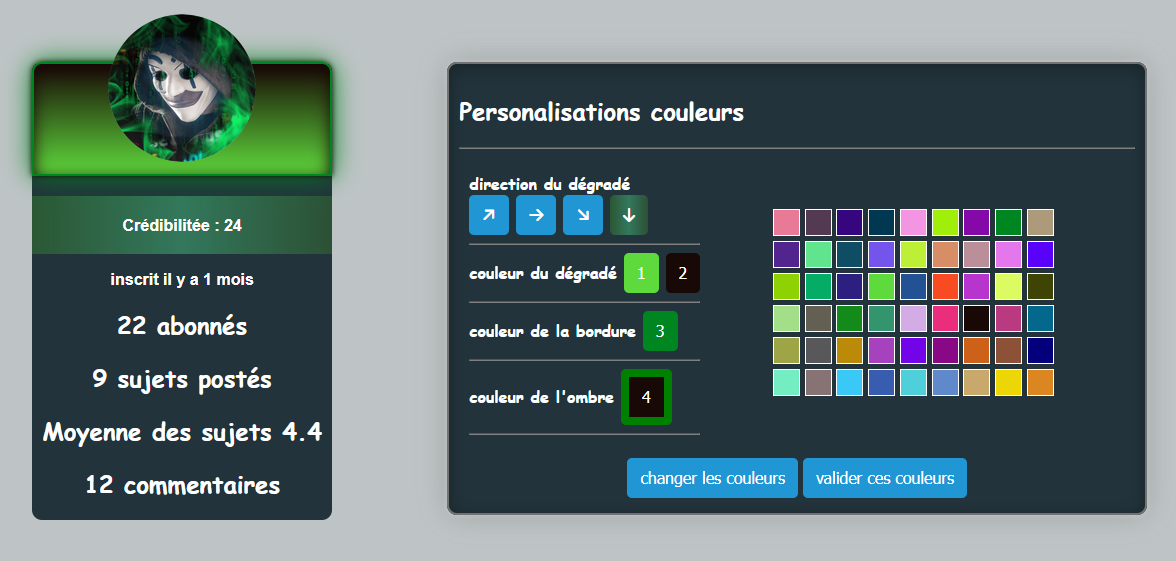 Crédibilitée : 24
inscrit il y a 1 mois
22 abonnés
9 sujets postés
Moyenne des sujets 4.4
12 commentaires
Personalisations couleurs
direction du dégradé
couleur du dégradé 1 2
couleur de la bordure 3
couleur de l'ombre 4
changer les couleurs valider ces couleurs